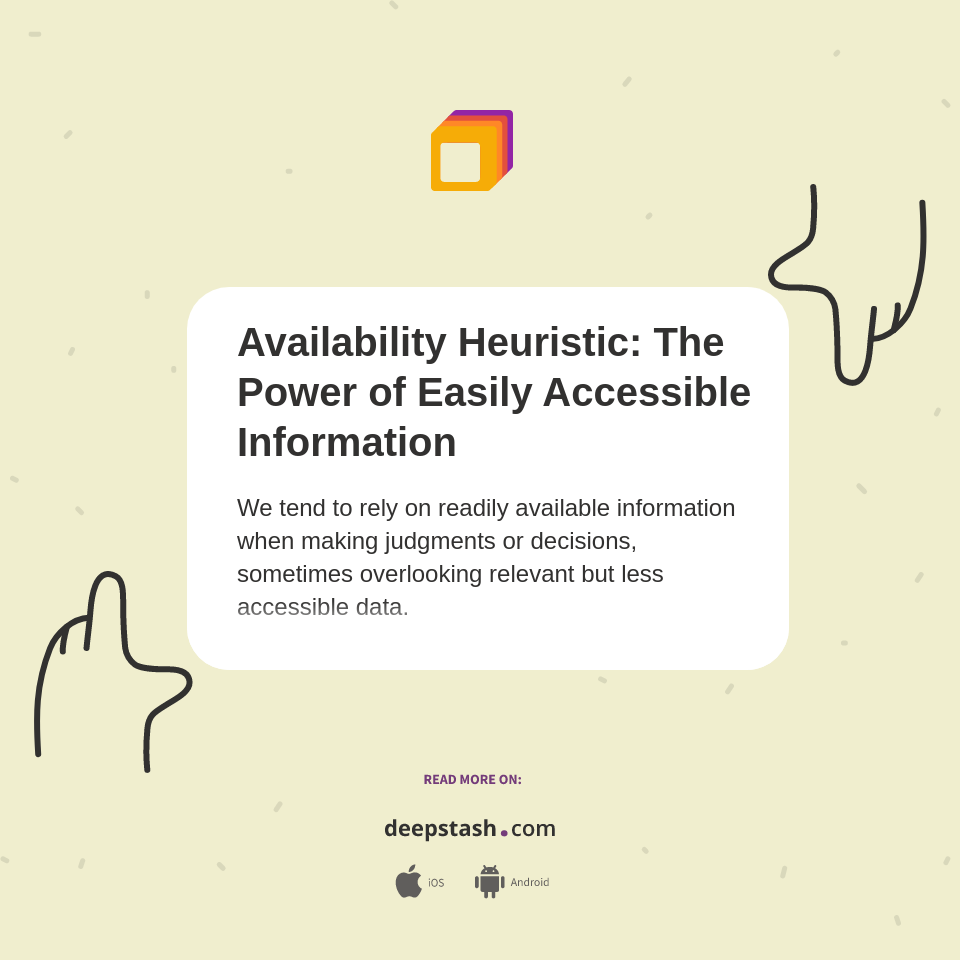 Availability Heuristic: The
Power of Easily Accessible
Information
We tend to rely on readily available information
when making judgments or decisions,
sometimes overlooking relevant but less
accessible data.
READ MORE ON:
deepstash.com
iOS Android